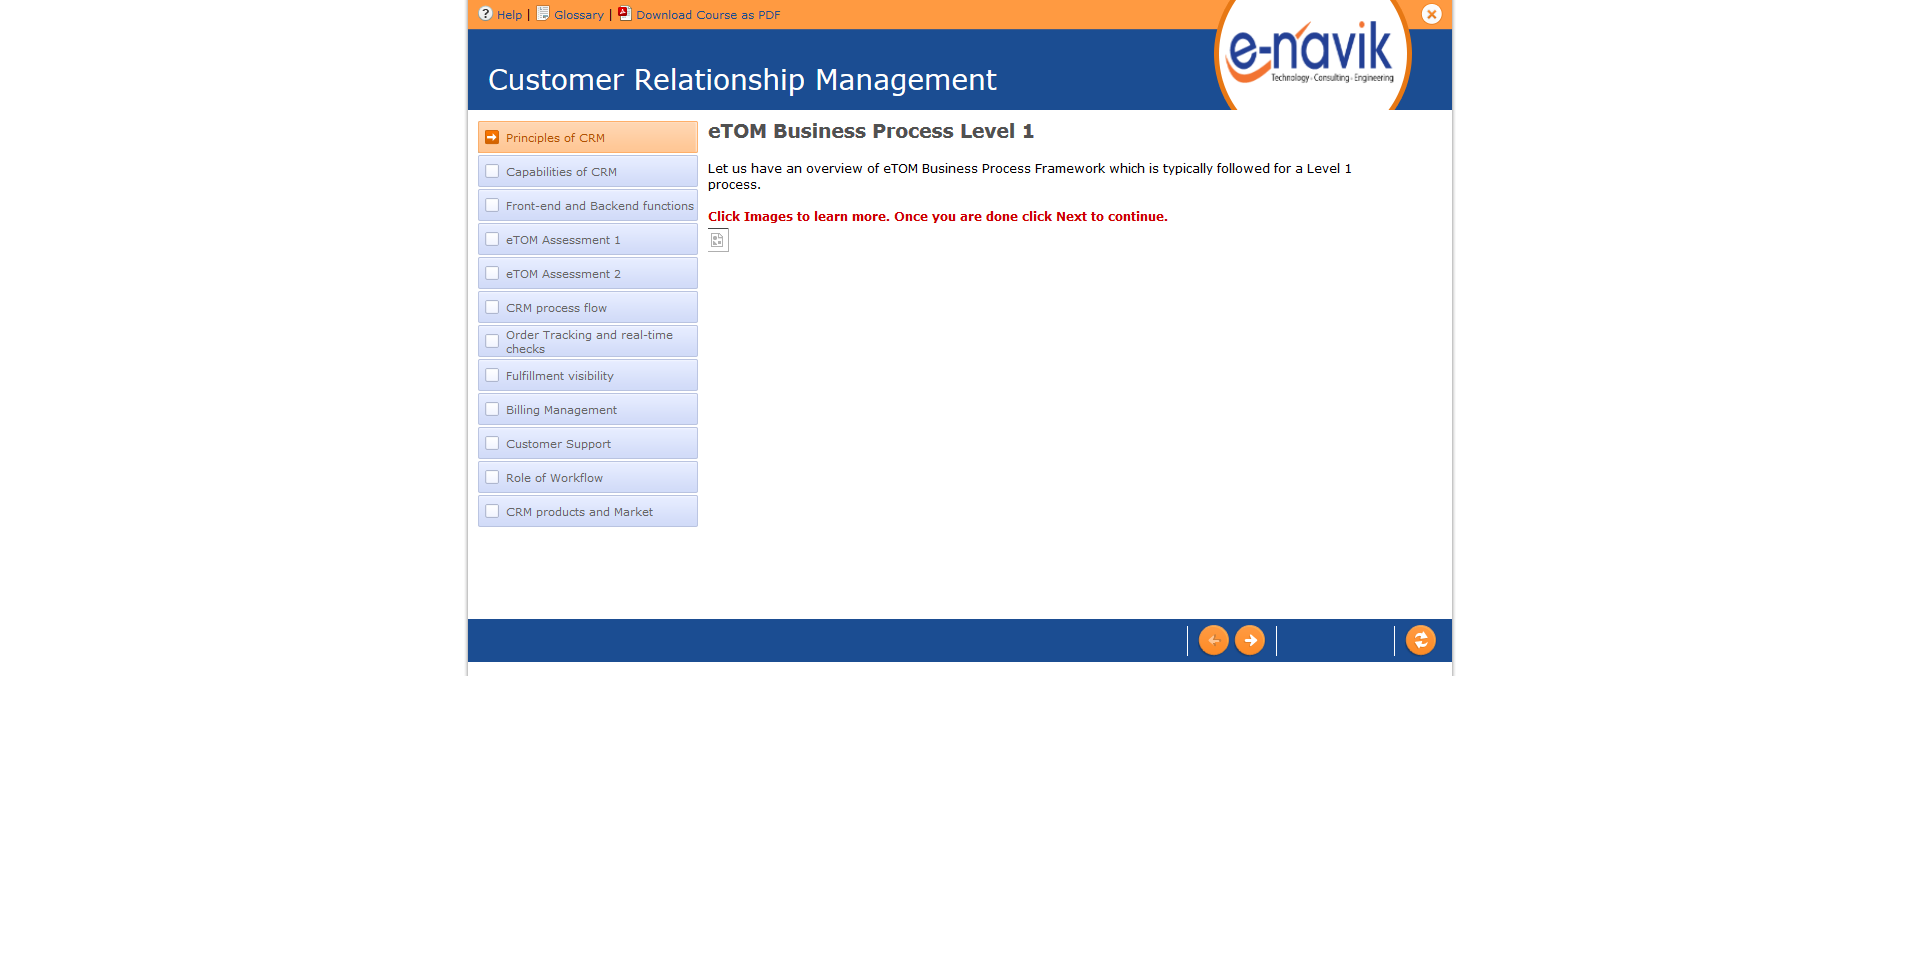 Help | Glossary | Download Course as PDF
e-navik
Technology - Consulting - Engineering
Customer Relationship Management
Principles of CRM
Capabilities of CRM
Front-end and Backend functions
eTOM Assessment 1
eTOM Assessment 2
CRM process flow
Order Tracking and real-time
checks
Fulfillment visibility
Billing Management
Customer Support
Role of Workflow
CRM products and Market
eTOM Business Process Level 1
Let us have an overview of eTOM Business Process Framework which is typically followed for a Level 1
process.
Click Images to learn more. Once you are done click Next to continue.